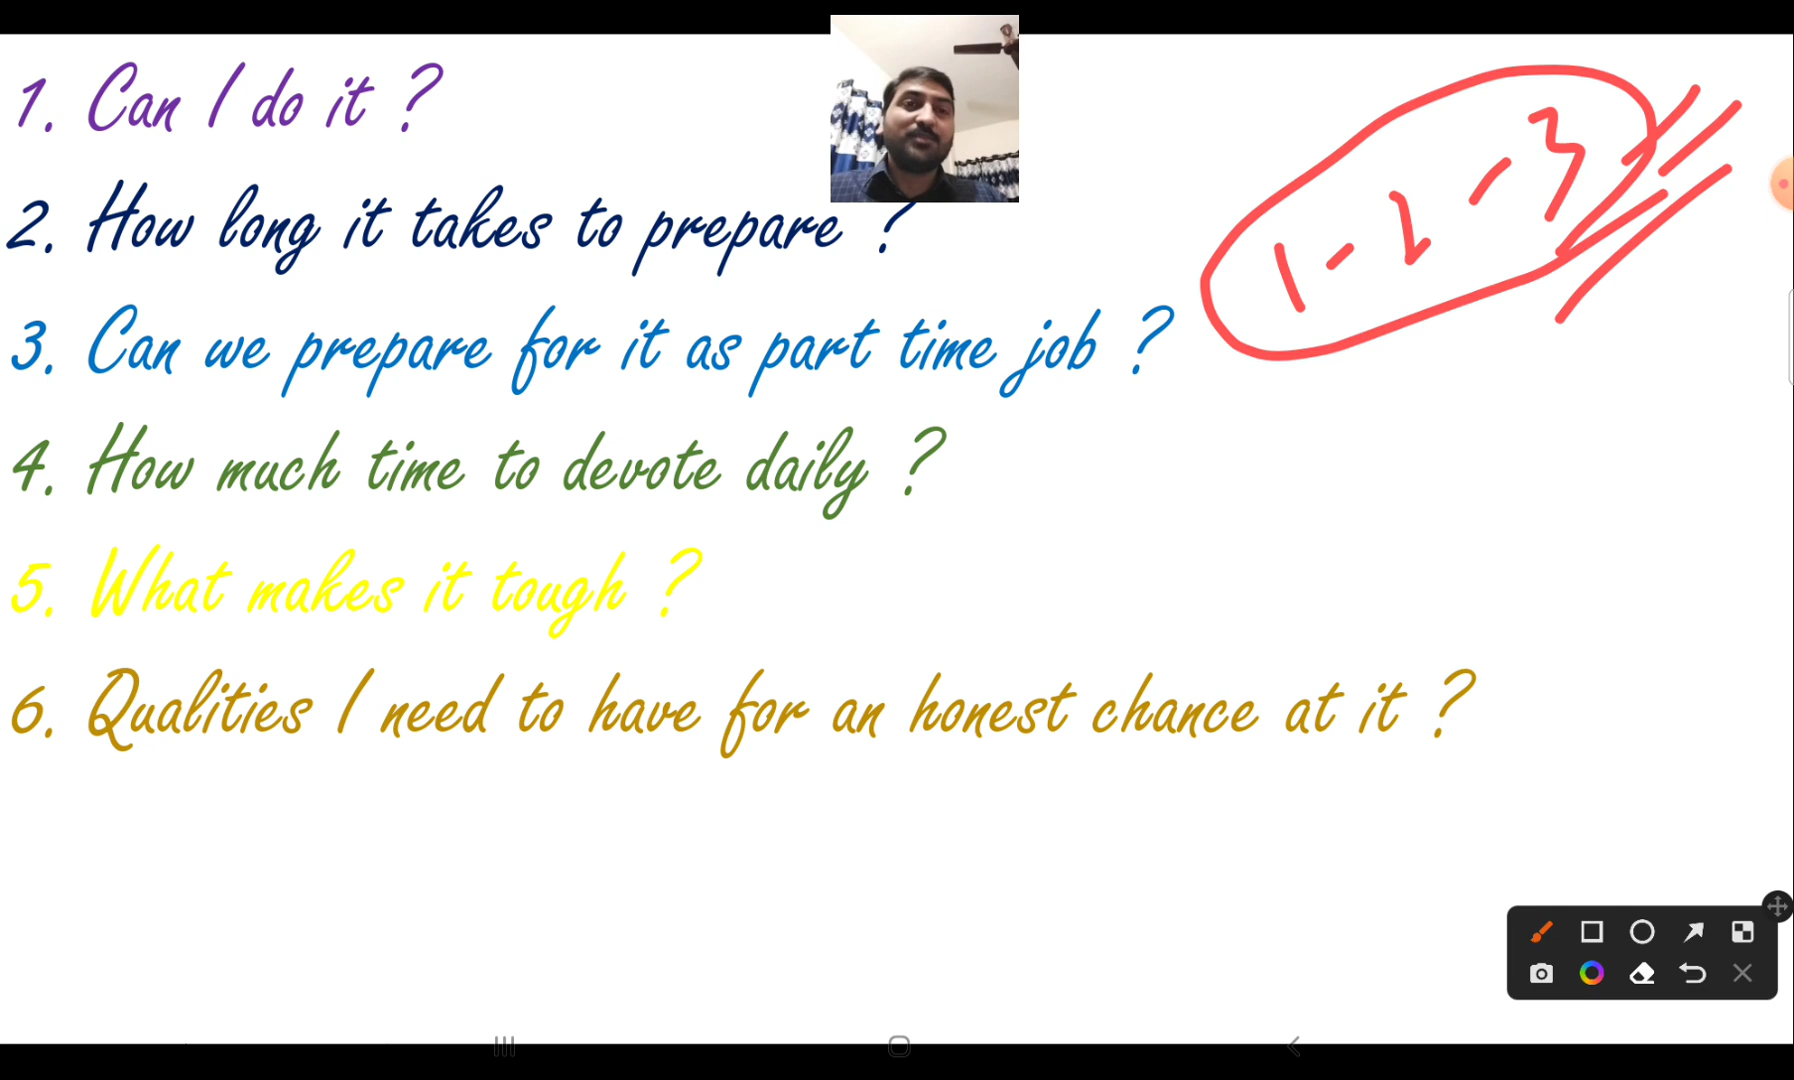 1. Can I do it ?
2. How long it takes to prepare ?
3. Can we prepare for it as part time job ?
4. How much time to devote daily ?
5. What makes it tough ?
6. Qualities I need to have for an honest chance at it ?
1 - 2 - 3